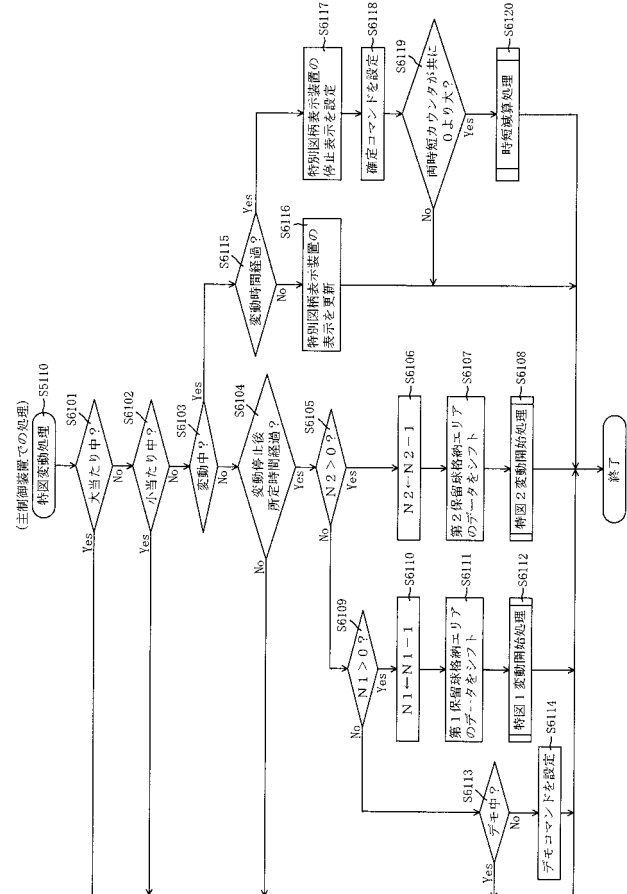 (主制御装置での処理)
特図変動処理
S5110
大当たり中?
S6101
Yes
No
小当たり中?
S6102
Yes
No
変動中?
S6103
Yes
No
変動停止後
所定時間経過?
S6104
No
Yes
N2>0?
S6105
No
Yes
N2←N2-1
S6106
第2保留球格納エリア
のデータをシフト
S6107
特図2変動開始処理
S6108
N1>0?
S6109
No
Yes
N1←N1-1
S6110
第1保留球格納エリア
のデータをシフト
S6111
特図1変動開始処理
S6112
デモ中?
S6113
Yes
No
デモコマンドを設定
S6114
変動時間経過?
S6115
Yes
No
特別図柄表示装置の
表示を更新
S6116
特別図柄表示装置の
停止表示を設定
S6117
確定コマンドを設定
S6118
両時短カウンタが共に
0より大?
S6119
No
Yes
時短減算処理
S6120
終了